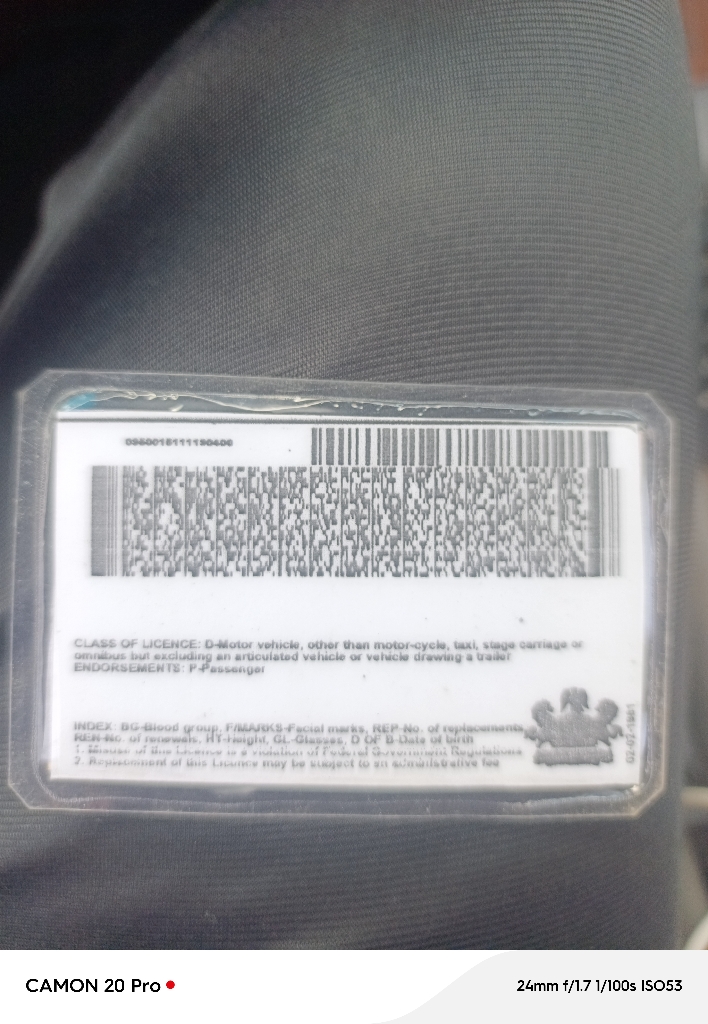 0950015111190400
CLASS OF LICENCE: D-Motor vehicle, other than motor-cycle, taxi, stage carriage or
omnibus but excluding an articulated vehicle or vehicle drawing a trailer
ENDORSEMENTS: P-Passenger
INDEX: BG-Blood group, F/MARKS-Facial marks, REP-No. of replacements
REN-No. of renewals, HT-Height, GL-Glasses, D OF B-Date of birth
1. Misuse of this Licence is a violation of Federal Government Regulations
2. Replacement of this Licence may be subject to an administrative fee
CAMON 20 Pro
24mm f/1.7 1/100s ISO53